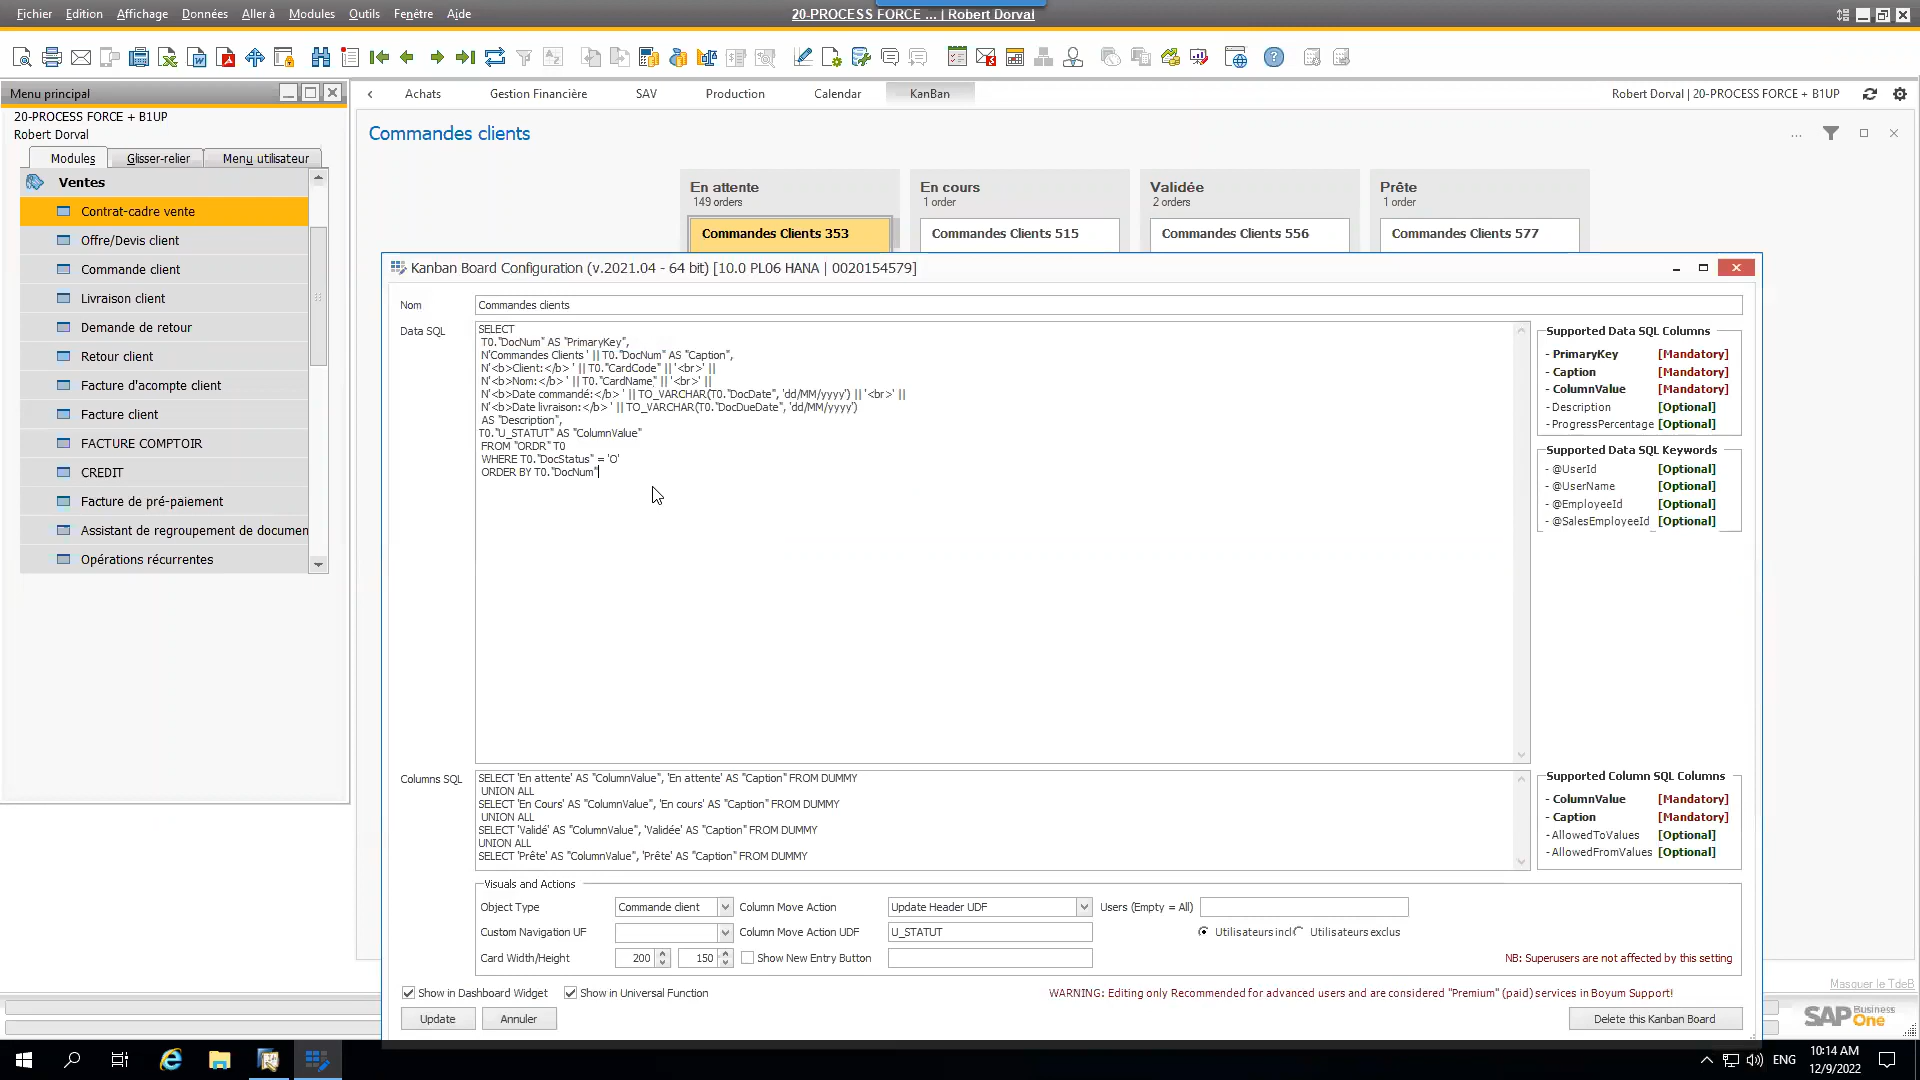 Fichier Edition Affichage Données Aller à Modules Outils Fenêtre Aide
20-PROCESS FORCE ... | Robert Dorval
Menu principal
20-PROCESS FORCE + B1UP
Robert Dorval
Modules Glisser-relier Menu utilisateur
Ventes
Contrat-cadre vente
Offre/Devis client
Commande client
Livraison client
Demande de retour
Retour client
Facture d'acompte client
Facture client
FACTURE COMPTOIR
CREDIT
Facture de pré-paiement
Assistant de regroupement de documen
Opérations récurrentes
Achats Gestion Financière SAV Production Calendar KanBan
Robert Dorval | 20-PROCESS FORCE + B1UP
Commandes clients
En attente
149 orders
Commandes Clients 353
En cours
1 order
Commandes Clients 515
Validée
2 orders
Commandes Clients 556
Prête
1 order
Commandes Clients 577
Kanban Board Configuration (v.2021.04 - 64 bit) [10.0 PL06 HANA | 0020154579]
Nom Commandes clients
Data SQL
SELECT
T0."DocNum" AS "PrimaryKey",
N'Commandes Clients ' || T0."DocNum" AS "Caption",
N'<b>Client:</b> ' || T0."CardCode" || '<br>' ||
N'<b>Nom:</b> ' || T0."CardName" || '<br>' ||
N'<b>Date commandé:</b> ' || TO_VARCHAR(T0."DocDate", 'dd/MM/yyyy') || '<br>' ||
N'<b>Date livraison:</b> ' || TO_VARCHAR(T0."DocDueDate", 'dd/MM/yyyy')
AS "Description",
T0."U_STATUT" AS "ColumnValue"
FROM "ORDR" T0
WHERE T0."DocStatus" = 'O'
ORDER BY T0."DocNum"
Supported Data SQL Columns
- PrimaryKey [Mandatory]
- Caption [Mandatory]
- ColumnValue [Mandatory]
- Description [Optional]
- ProgressPercentage [Optional]
Supported Data SQL Keywords
- @UserId [Optional]
- @UserName [Optional]
- @EmployeeId [Optional]
- @SalesEmployeeId [Optional]
Columns SQL
SELECT 'En attente' AS "ColumnValue", 'En attente' AS "Caption" FROM DUMMY
UNION ALL
SELECT 'En Cours' AS "ColumnValue", 'En cours' AS "Caption" FROM DUMMY
UNION ALL
SELECT 'Validé' AS "ColumnValue", 'Validée' AS "Caption" FROM DUMMY
UNION ALL
SELECT 'Prête' AS "ColumnValue", 'Prête' AS "Caption" FROM DUMMY
Supported Column SQL Columns
- ColumnValue [Mandatory]
- Caption [Mandatory]
- AllowedToValues [Optional]
- AllowedFromValues [Optional]
Visuals and Actions
Object Type Commande client Column Move Action Update Header UDF Users (Empty = All)
Custom Navigation UF Column Move Action UDF U_STATUT Utilisateurs incl Utilisateurs exclus
Card Width/Height 200 150 Show New Entry Button NB: Superusers are not affected by this setting
Show in Dashboard Widget Show in Universal Function WARNING: Editing only Recommended for advanced users and are considered "Premium" (paid) services in Boyum Support!
Update Annuler Delete this Kanban Board
Masquer le TdeB
SAP Business One
ENG
10:14 AM
12/9/2022